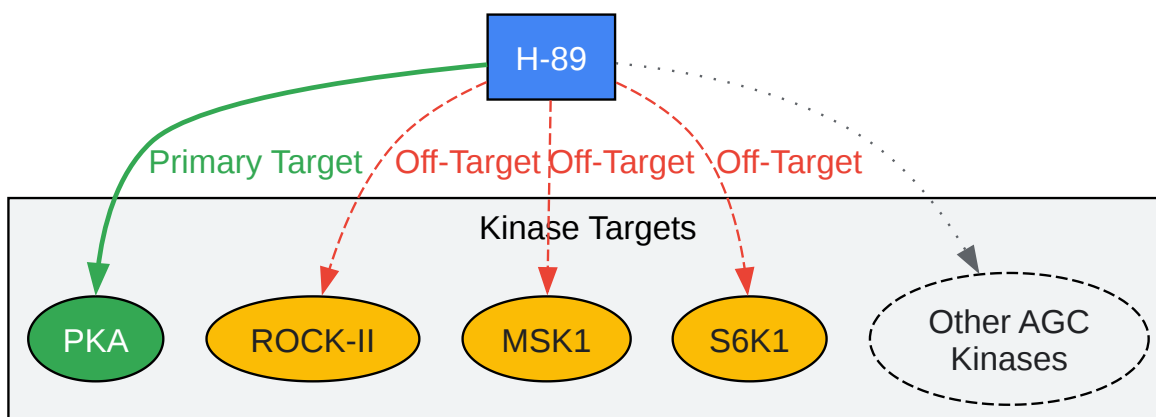 H-89
Primary Target
Off-Target
Off-Target
Off-Target
Kinase Targets
PKA
ROCK-II
MSK1
S6K1
Other AGC
Kinases